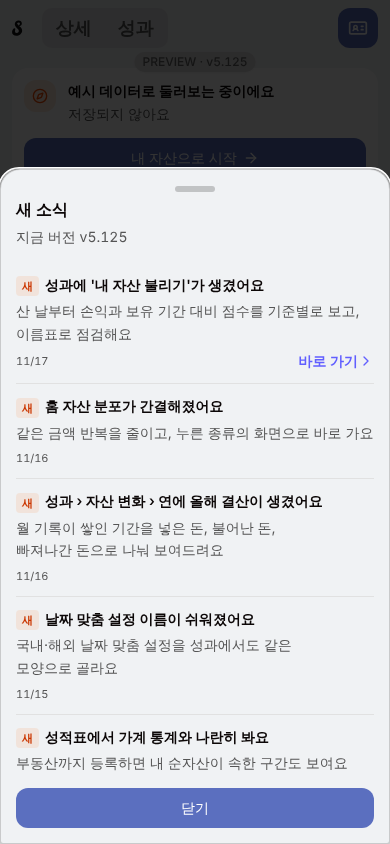 S
상세 성과
PREVIEW · v5.125
예시 데이터로 둘러보는 중이에요
저장되지 않아요
내 자산으로 시작 →
새 소식
지금 버전 v5.125
새 성과에 '내 자산 불리기'가 생겼어요
산 날부터 손익과 보유 기간 대비 점수를 기준별로 보고,
이름표로 점검해요
11/17 바로 가기 >
새 홈 자산 분포가 간결해졌어요
같은 금액 반복을 줄이고, 누른 종류의 화면으로 바로 가요
11/16
새 성과 › 자산 변화 › 연에 올해 결산이 생겼어요
월 기록이 쌓인 기간을 넣은 돈, 불어난 돈,
빠져나간 돈으로 나눠 보여드려요
11/16
새 날짜 맞춤 설정 이름이 쉬워졌어요
국내·해외 날짜 맞춤 설정을 성과에서도 같은
모양으로 골라요
11/15
새 성적표에서 가계 통계와 나란히 봐요
부동산까지 등록하면 내 순자산이 속한 구간도 보여요
닫기